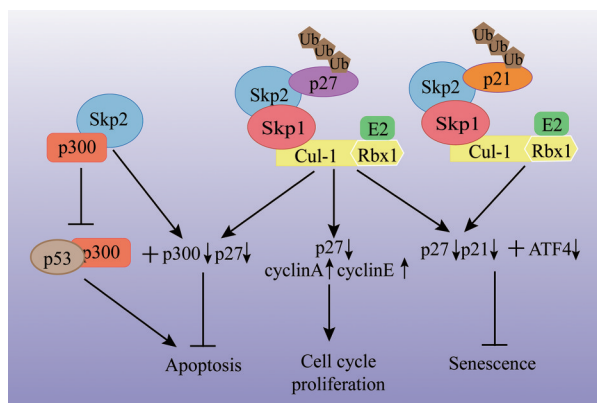 Ub
Ub
Ub
Skp2
p27
Skp1
E2
Cul-1
Rbx1
Ub
Ub
Ub
Skp2
p21
Skp1
E2
Cul-1
Rbx1
Skp2
p300
p53
p300
+ p300↓ p27↓
p27↓
cyclinA↑ cyclinE ↑
p27↓ p21↓ + ATF4↓
Apoptosis
Cell cycle
proliferation
Senescence